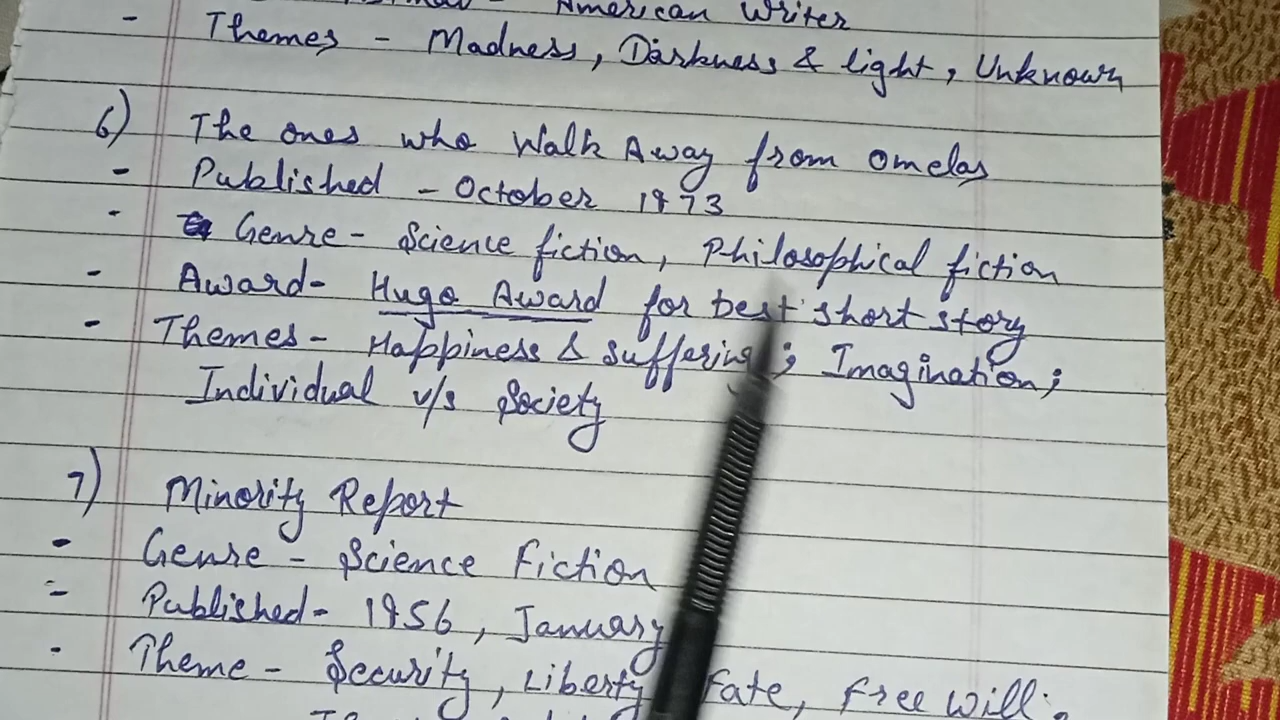 American Writer
- Themes - Madness, Darkness & light, Unknown
6) The ones who Walk Away from omelas
- Published - October 1973
- Genre - Science fiction, Philosophical fiction
- Award - Hugo Award for best short story
- Themes - Happiness & suffering; Imagination;
Individual v/s Society
7) Minority Report
- Genre - Science Fiction
- Published - 1956, January
- Theme - Security, Liberty Fate, Free will